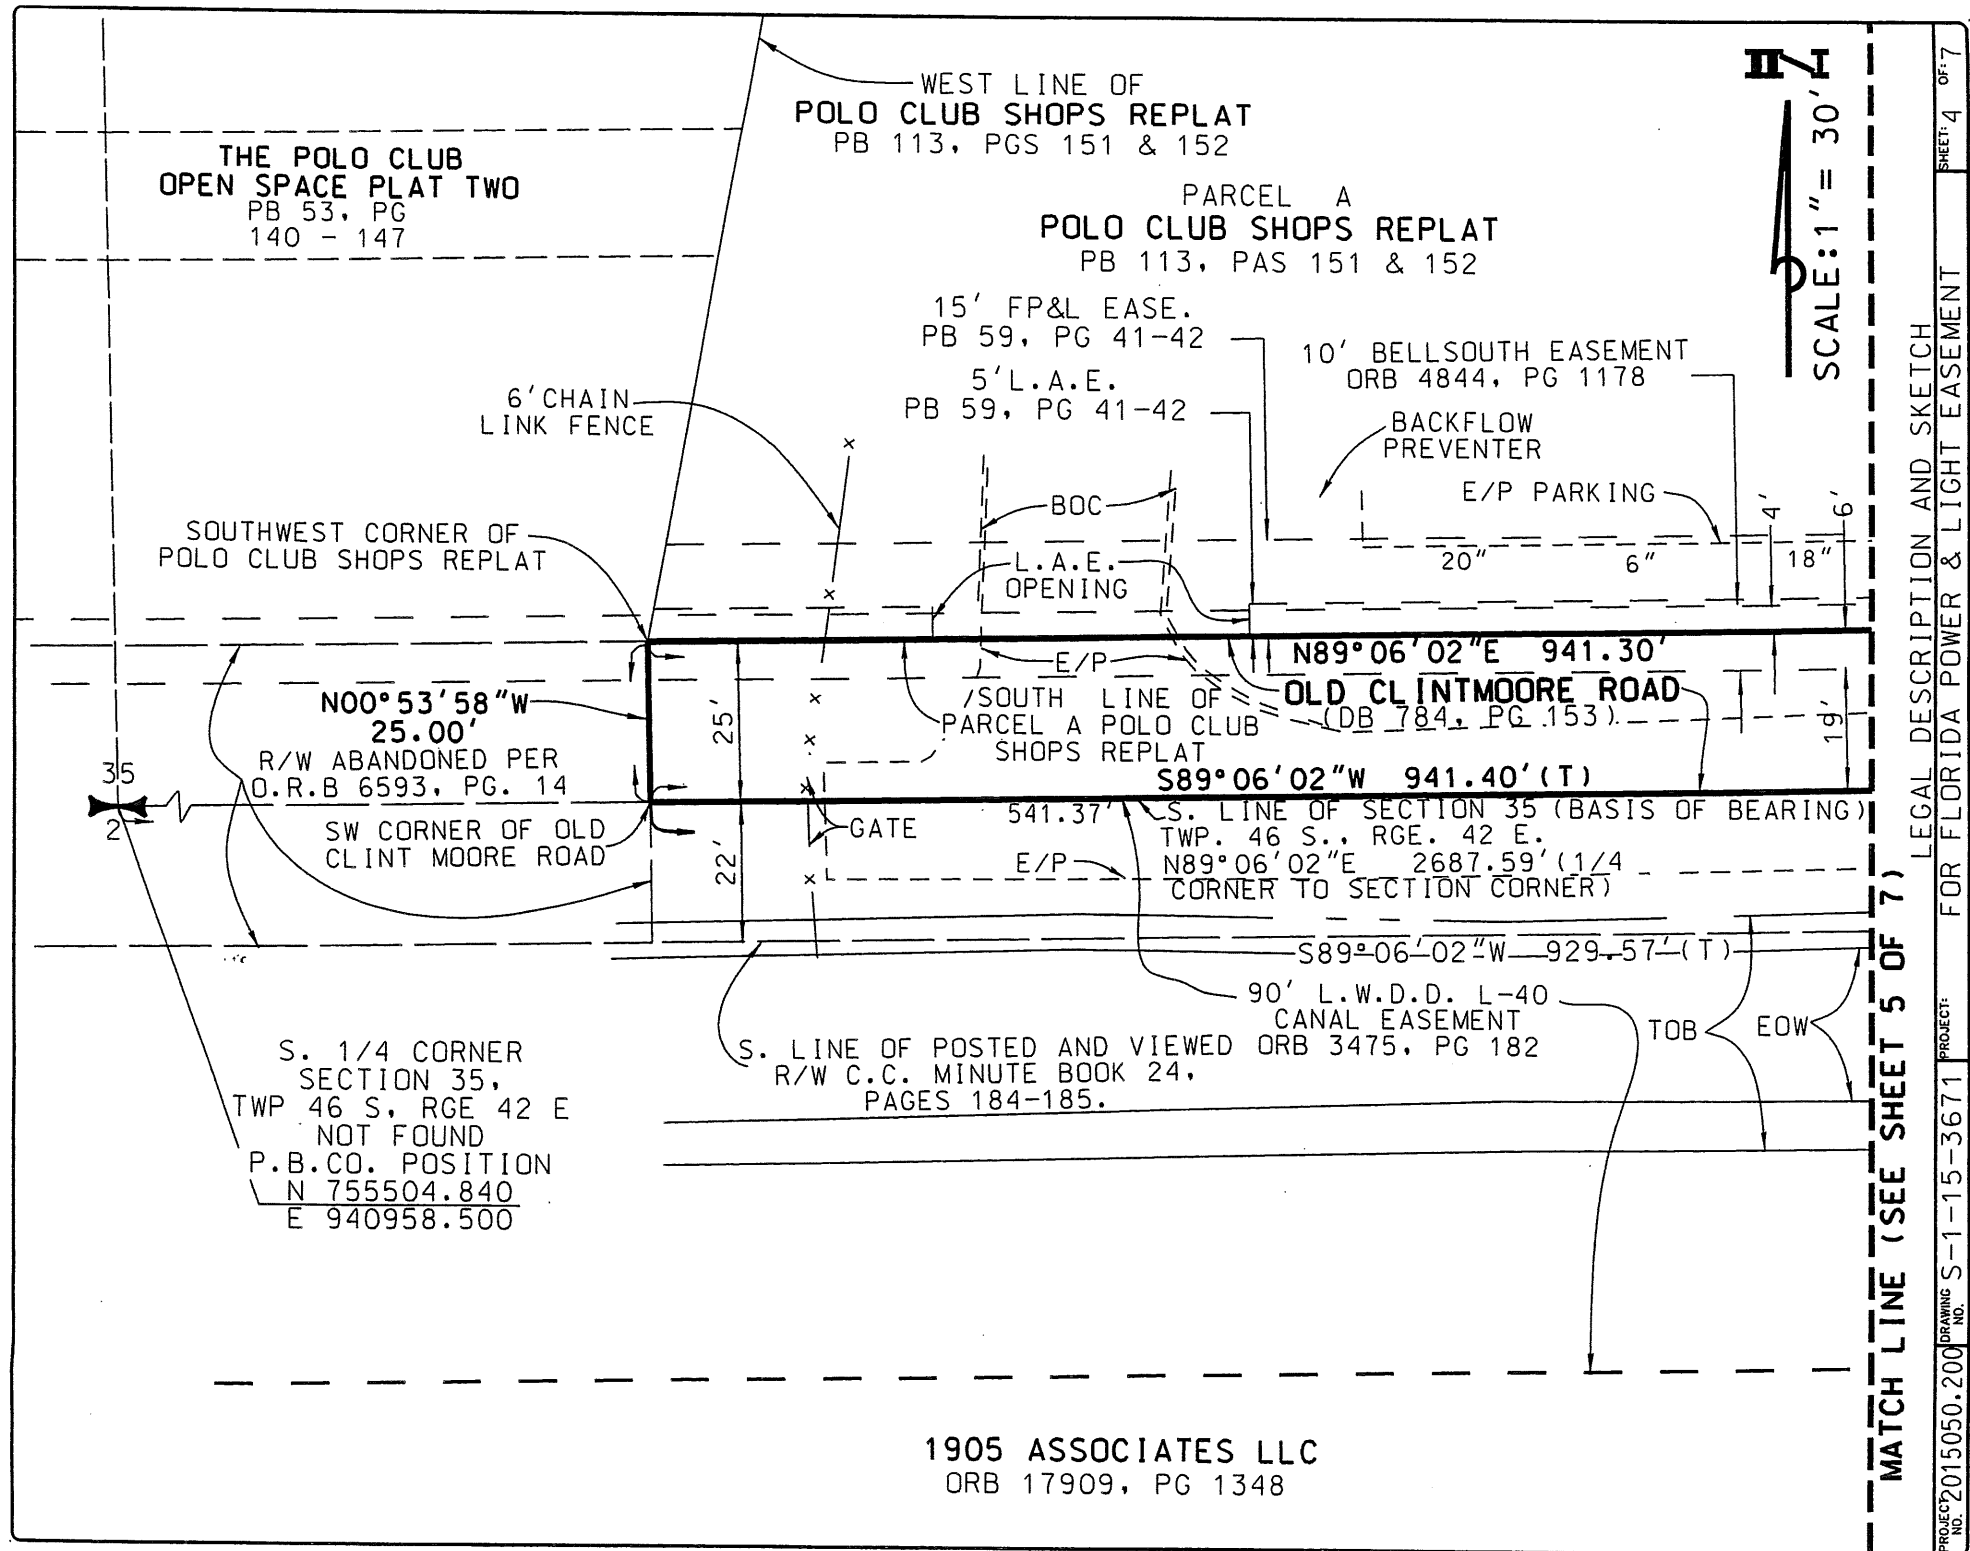 WEST LINE OF
POLO CLUB SHOPS REPLAT
PB 113, PGS 151 & 152
THE POLO CLUB
OPEN SPACE PLAT TWO
PB 53, PG
140 - 147
PARCEL A
POLO CLUB SHOPS REPLAT
PB 113, PAS 151 & 152
SCALE: 1"= 30'
15' FP&L EASE.
PB 59, PG 41-42
5' L.A.E.
PB 59, PG 41-42
10' BELLSOUTH EASEMENT
ORB 4844, PG 1178
BACKFLOW
PREVENTER
E/P PARKING
6' CHAIN
LINK FENCE
BOC
L.A.E.
OPENING
20"
6"
18"
4'
6'
SOUTHWEST CORNER OF
POLO CLUB SHOPS REPLAT
N89°06'02"E 941.30'
E/P
OLD CLINTMOORE ROAD
(DB 784, PG 153)
/SOUTH LINE OF
PARCEL A POLO CLUB
SHOPS REPLAT
N00°53'58"W
25.00'
25'
19'
R/W ABANDONED PER
O.R.B 6593, PG. 14
S89°06'02"W 941.40'(T)
35
2
SW CORNER OF OLD
CLINT MOORE ROAD
22'
GATE
541.37'
S. LINE OF SECTION 35 (BASIS OF BEARING)
TWP. 46 S., RGE. 42 E.
N89°06'02"E 2687.59' (1/4
CORNER TO SECTION CORNER)
E/P
S89°06'02"W 929.57'(T)
90' L.W.D.D. L-40
CANAL EASEMENT
ORB 3475, PG 182
S. LINE OF POSTED AND VIEWED
R/W C.C. MINUTE BOOK 24,
PAGES 184-185.
TOB
EOW
S. 1/4 CORNER
SECTION 35,
TWP 46 S, RGE 42 E
NOT FOUND
P.B.CO. POSITION
N 755504.840
E 940958.500
1905 ASSOCIATES LLC
ORB 17909, PG 1348
MATCH LINE (SEE SHEET 5 OF 7)
LEGAL DESCRIPTION AND SKETCH
FOR FLORIDA POWER & LIGHT EASEMENT
SHEET: 4 OF: 7
PROJECT:
DRAWING NO. S-1-15-3671
PROJECT NO. 2015050.200